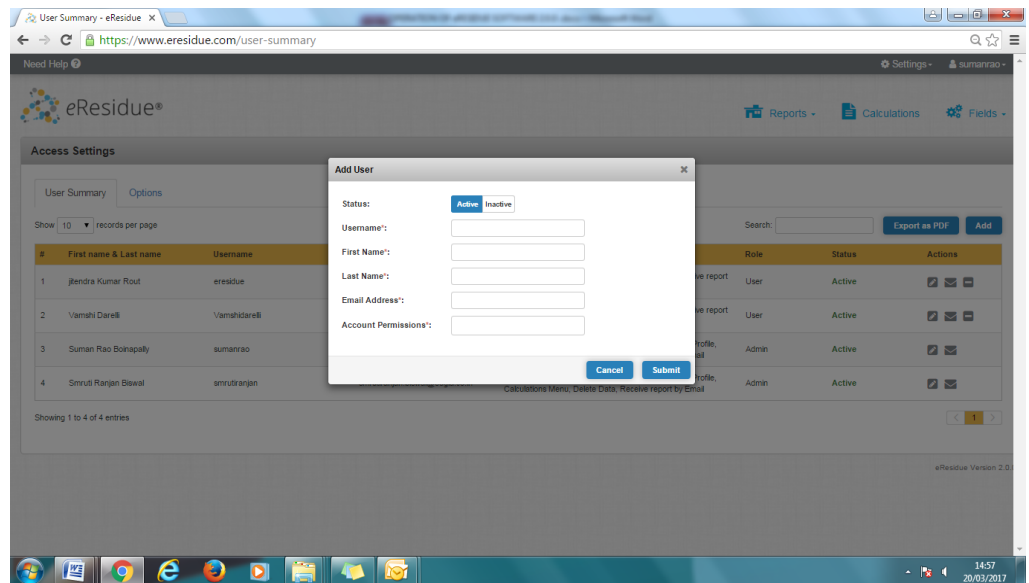 User Summary - eResidue
https://www.eresidue.com/user-summary
Need Help
Settings
sumanrao
eResidue®
Reports
Calculations
Fields
Access Settings
Add User
User Summary
Options
Status:
Active
Inactive
Username*:
First Name*:
Last Name*:
Email Address*:
Account Permissions*:
Cancel
Submit
Show 10 records per page
Search:
Export as PDF
Add
# First name & Last name Username Role Status Actions
1 jitendra Kumar Rout eresidue ive report User Active
2 Vamshi Darelli Vamshidarelli ive report User Active
3 Suman Rao Boinapally sumanrao Profile, Admin Active
4 Smruti Ranjan Biswal smrutiranjan Profile, Admin Active
Calculations Menu, Delete Data, Receive report by Email
Showing 1 to 4 of 4 entries
1
eResidue Version 2.0
14:57
20/03/2017